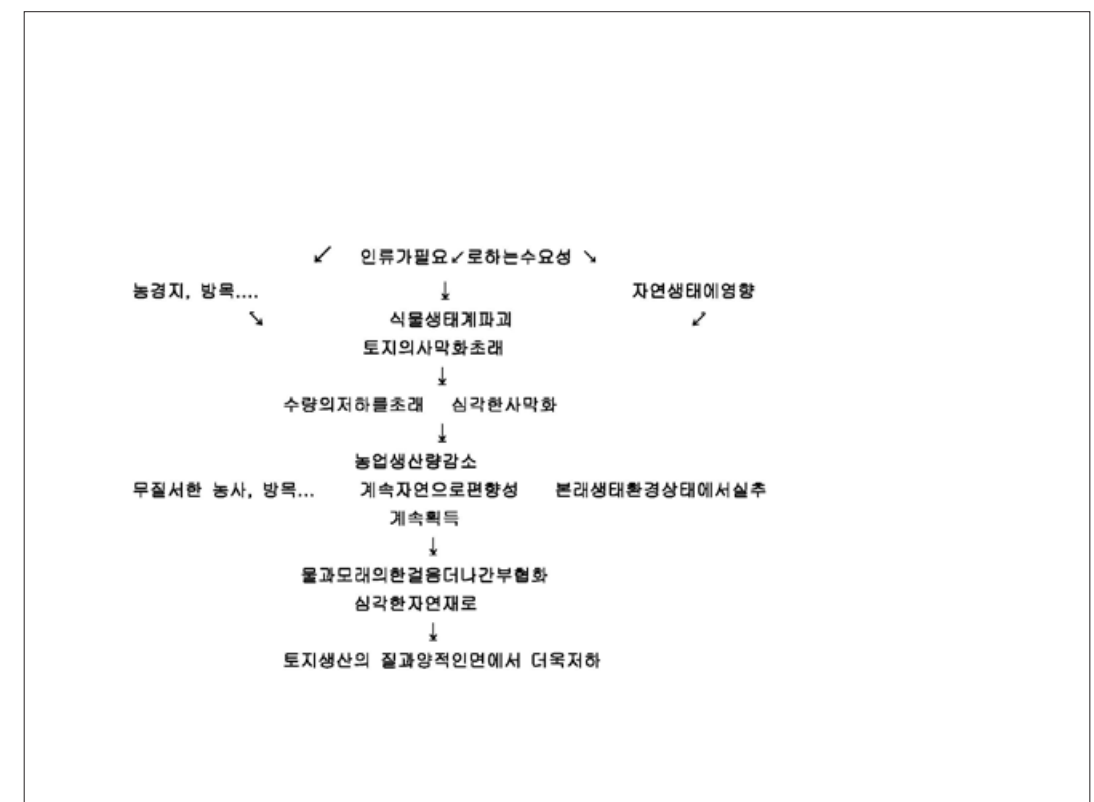 ↙ 인류가필요↙로하는수요성 ↘
농경지, 방목.... ↓ 자연생태에영향
↘ 식물생태계파괴 ↙
토지의사막화초래
↓
수량의저하를초래 심각한사막화
↓
농업생산량감소
무질서한 농사, 방목... 계속자연으로편향성 본래생태환경상태에서실추
계속획득
↓
물과모래의한걸음더나간부협화
심각한자연재로
↓
토지생산의 질과양적인면에서 더욱저하